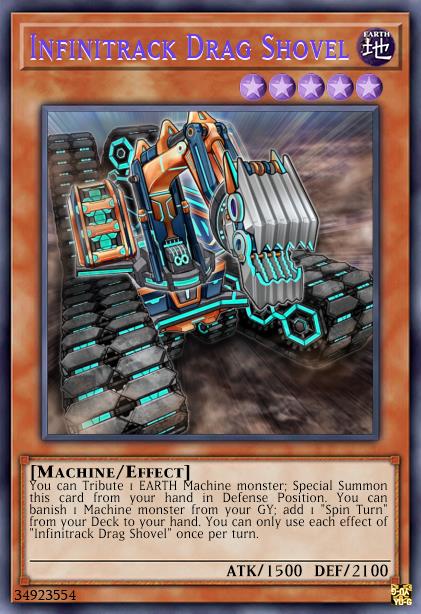 Infinitrack Drag Shovel
EARTH
地
[Machine/Effect]
You can Tribute 1 EARTH Machine monster; Special Summon
this card from your hand in Defense Position. You can
banish 1 Machine monster from your GY; add 1 "Spin Turn"
from your Deck to your hand. You can only use each effect of
"Infinitrack Drag Shovel" once per turn.
ATK/1500 DEF/2100
34923554